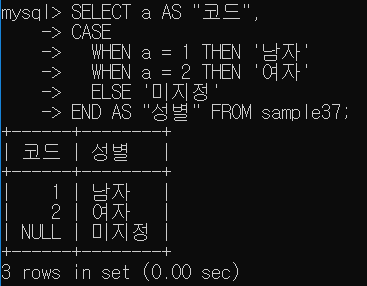 mysql> SELECT a AS "코드",
    -> CASE
    ->   WHEN a = 1 THEN '남자'
    ->   WHEN a = 2 THEN '여자'
    ->   ELSE '미지정'
    -> END AS "성별" FROM sample37;
+------+--------+
| 코드 | 성별   |
+------+--------+
|    1 | 남자   |
|    2 | 여자   |
| NULL | 미지정 |
+------+--------+
3 rows in set (0.00 sec)